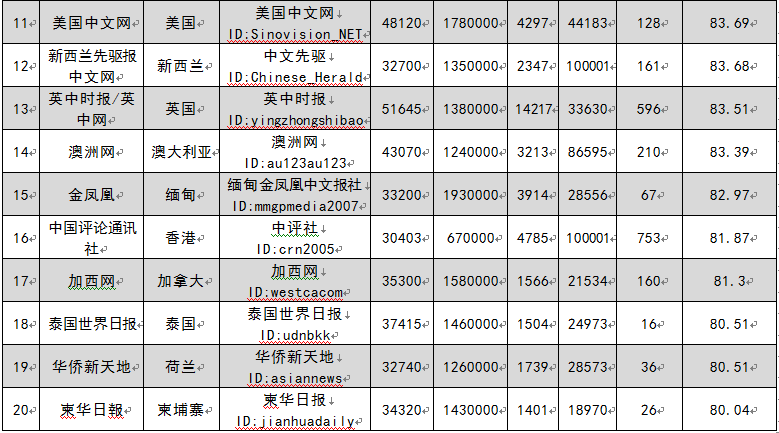 11 美国中文网 美国 美国中文网 ID:Sinovision_NET 48120 1780000 4297 44183 128 83.69
12 新西兰先驱报中文网 新西兰 中文先驱 ID:Chinese_Herald 32700 1350000 2347 100001 161 83.68
13 英中时报/英中网 英国 英中时报 ID:yingzhongshibao 51645 1380000 14217 33630 596 83.51
14 澳洲网 澳大利亚 澳洲网 ID:au123au123 43070 1240000 3213 86595 210 83.39
15 金凤凰 缅甸 缅甸金凤凰中文报社 ID:mmgpmedia2007 33200 1930000 3914 28556 67 82.97
16 中国评论通讯社 香港 中评社 ID:crn2005 30403 670000 4785 100001 753 81.87
17 加西网 加拿大 加西网 ID:westcacom 35300 1580000 1566 21534 160 81.3
18 泰国世界日报 泰国 泰国世界日报 ID:udnbkk 37415 1460000 1504 24973 16 80.51
19 华侨新天地 荷兰 华侨新天地 ID:asiannews 32740 1260000 1739 28573 36 80.51
20 柬华日報 柬埔寨 柬华日报 ID:jianhuadaily 34320 1430000 1401 18970 26 80.04